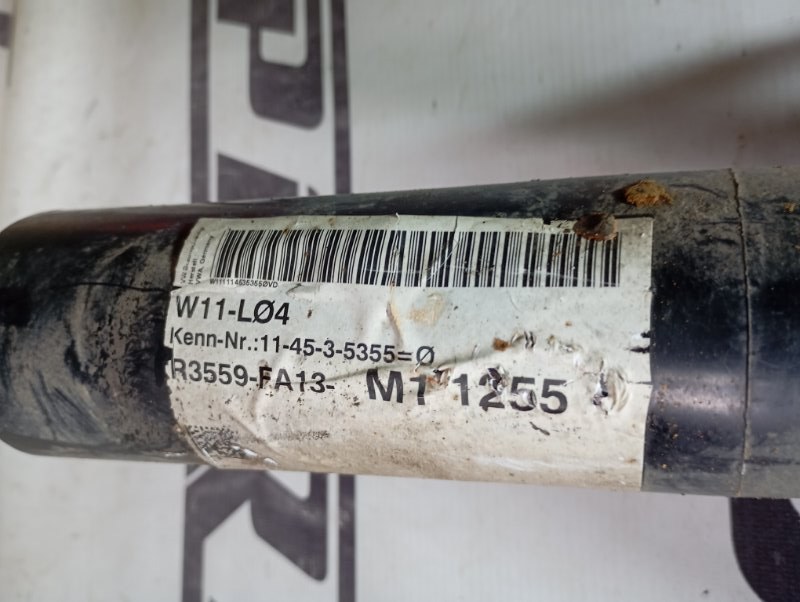 W11-LØ4
Kenn-Nr.:11-45-3-5355=Ø
R3559-FA13- M1 1255